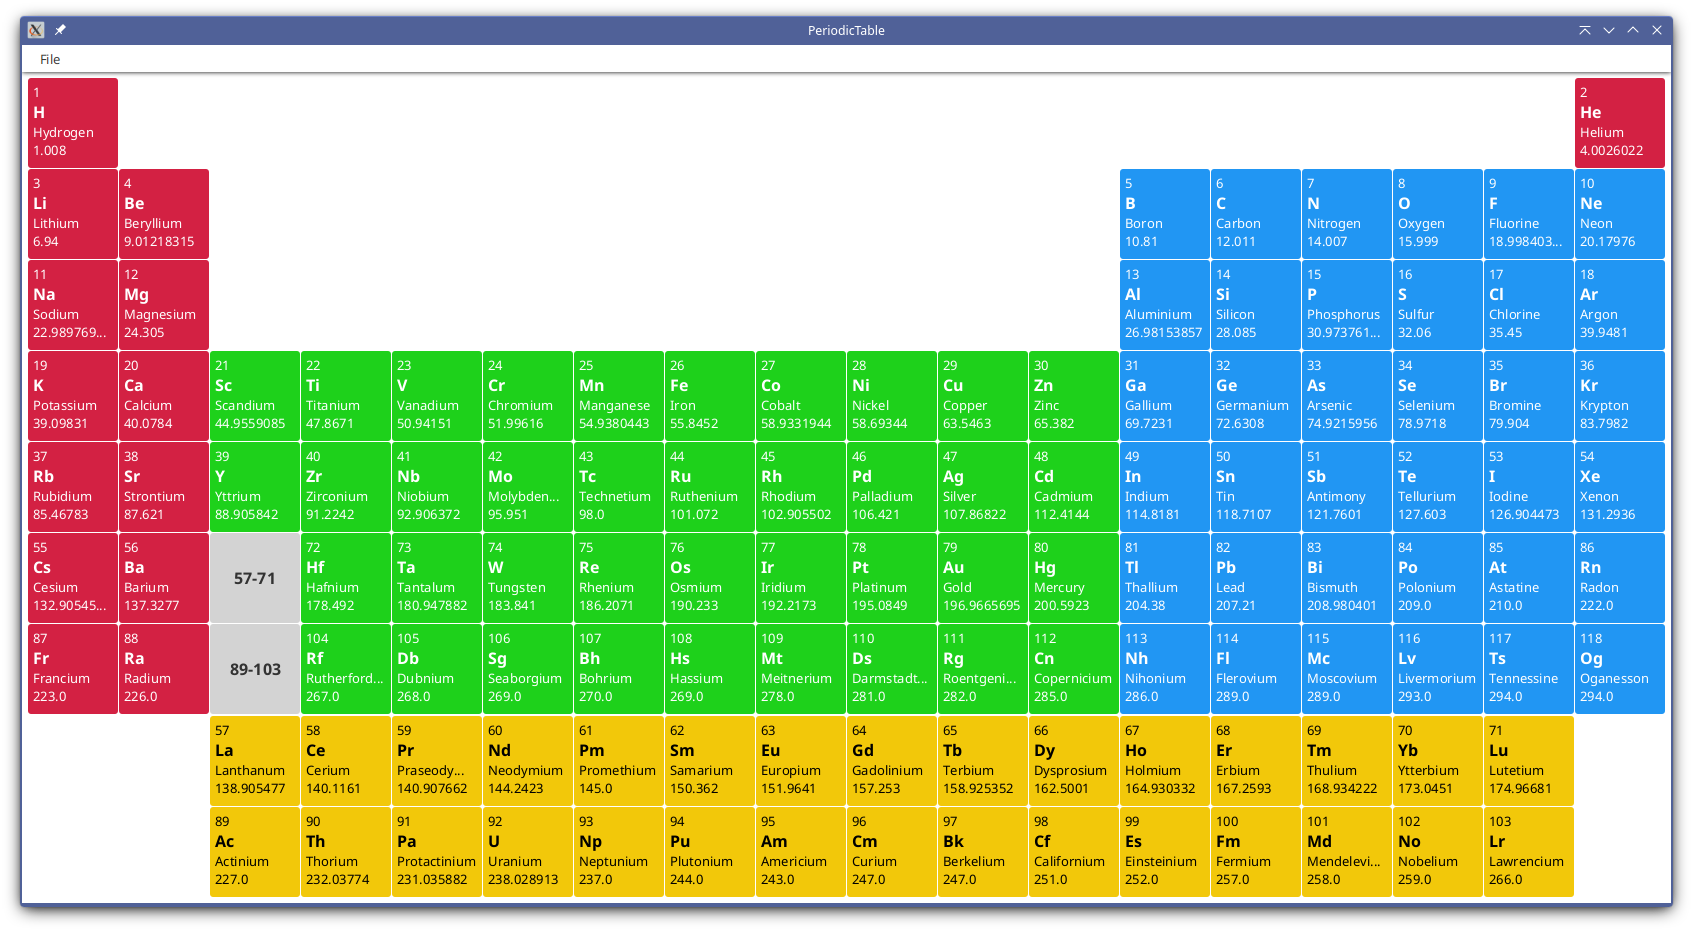 PeriodicTable
File
1
H
Hydrogen
1.008
2
He
Helium
4.0026022
3
Li
Lithium
6.94
4
Be
Beryllium
9.01218315
5
B
Boron
10.81
6
C
Carbon
12.011
7
N
Nitrogen
14.007
8
O
Oxygen
15.999
9
F
Fluorine
18.998403...
10
Ne
Neon
20.17976
11
Na
Sodium
22.989769...
12
Mg
Magnesium
24.305
13
Al
Aluminium
26.98153857
14
Si
Silicon
28.085
15
P
Phosphorus
30.973761...
16
S
Sulfur
32.06
17
Cl
Chlorine
35.45
18
Ar
Argon
39.9481
19
K
Potassium
39.09831
20
Ca
Calcium
40.0784
21
Sc
Scandium
44.9559085
22
Ti
Titanium
47.8671
23
V
Vanadium
50.94151
24
Cr
Chromium
51.99616
25
Mn
Manganese
54.9380443
26
Fe
Iron
55.8452
27
Co
Cobalt
58.9331944
28
Ni
Nickel
58.69344
29
Cu
Copper
63.5463
30
Zn
Zinc
65.382
31
Ga
Gallium
69.7231
32
Ge
Germanium
72.6308
33
As
Arsenic
74.9215956
34
Se
Selenium
78.9718
35
Br
Bromine
79.904
36
Kr
Krypton
83.7982
37
Rb
Rubidium
85.46783
38
Sr
Strontium
87.621
39
Y
Yttrium
88.905842
40
Zr
Zirconium
91.2242
41
Nb
Niobium
92.906372
42
Mo
Molybden...
95.951
43
Tc
Technetium
98.0
44
Ru
Ruthenium
101.072
45
Rh
Rhodium
102.905502
46
Pd
Palladium
106.421
47
Ag
Silver
107.86822
48
Cd
Cadmium
112.4144
49
In
Indium
114.8181
50
Sn
Tin
118.7107
51
Sb
Antimony
121.7601
52
Te
Tellurium
127.603
53
I
Iodine
126.904473
54
Xe
Xenon
131.2936
55
Cs
Cesium
132.90545...
56
Ba
Barium
137.3277
57-71
72
Hf
Hafnium
178.492
73
Ta
Tantalum
180.947882
74
W
Tungsten
183.841
75
Re
Rhenium
186.2071
76
Os
Osmium
190.233
77
Ir
Iridium
192.2173
78
Pt
Platinum
195.0849
79
Au
Gold
196.9665695
80
Hg
Mercury
200.5923
81
Tl
Thallium
204.38
82
Pb
Lead
207.21
83
Bi
Bismuth
208.980401
84
Po
Polonium
209.0
85
At
Astatine
210.0
86
Rn
Radon
222.0
87
Fr
Francium
223.0
88
Ra
Radium
226.0
89-103
104
Rf
Rutherford...
267.0
105
Db
Dubnium
268.0
106
Sg
Seaborgium
269.0
107
Bh
Bohrium
270.0
108
Hs
Hassium
269.0
109
Mt
Meitnerium
278.0
110
Ds
Darmstadt...
281.0
111
Rg
Roentgeni...
282.0
112
Cn
Copernicium
285.0
113
Nh
Nihonium
286.0
114
Fl
Flerovium
289.0
115
Mc
Moscovium
289.0
116
Lv
Livermorium
293.0
117
Ts
Tennessine
294.0
118
Og
Oganesson
294.0
57
La
Lanthanum
138.905477
58
Ce
Cerium
140.1161
59
Pr
Praseody...
140.907662
60
Nd
Neodymium
144.2423
61
Pm
Promethium
145.0
62
Sm
Samarium
150.362
63
Eu
Europium
151.9641
64
Gd
Gadolinium
157.253
65
Tb
Terbium
158.925352
66
Dy
Dysprosium
162.5001
67
Ho
Holmium
164.930332
68
Er
Erbium
167.2593
69
Tm
Thulium
168.934222
70
Yb
Ytterbium
173.0451
71
Lu
Lutetium
174.96681
89
Ac
Actinium
227.0
90
Th
Thorium
232.03774
91
Pa
Protactinium
231.035882
92
U
Uranium
238.028913
93
Np
Neptunium
237.0
94
Pu
Plutonium
244.0
95
Am
Americium
243.0
96
Cm
Curium
247.0
97
Bk
Berkelium
247.0
98
Cf
Californium
251.0
99
Es
Einsteinium
252.0
100
Fm
Fermium
257.0
101
Md
Mendelevi...
258.0
102
No
Nobelium
259.0
103
Lr
Lawrencium
266.0